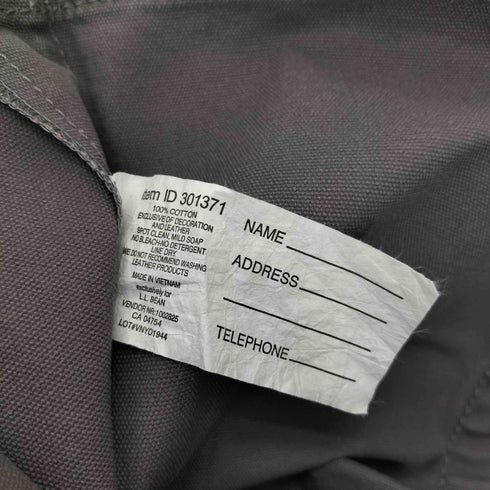 item ID 301371
100% COTTON
EXCLUSIVE OF DECORATION
AND LEATHER
SPOT CLEAN, MILD SOAP
NO BLEACH-NO DETERGENT
LINE DRY
WE DO NOT RECOMMEND WASHING
LEATHER PRODUCTS
MADE IN VIETNAM
exclusively for
L.L. BEAN
VENDOR NR:1002825
CA 04754
LOT#VNY01944
NAME
ADDRESS
TELEPHONE